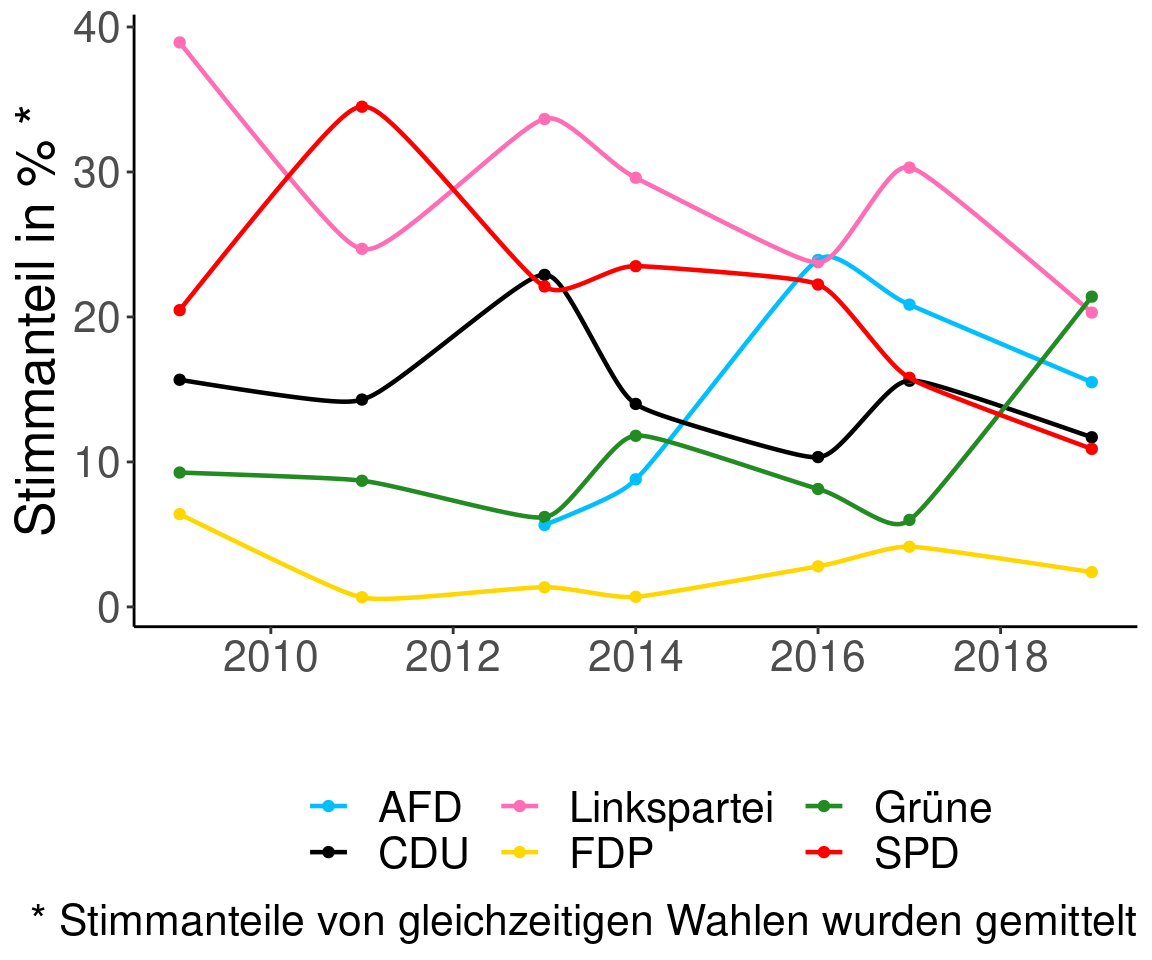 Stimmanteil in % *
40
30
20
10
0
2010 2012 2014 2016 2018
AFD Linkspartei Grüne
CDU FDP SPD
* Stimmanteile von gleichzeitigen Wahlen wurden gemittelt